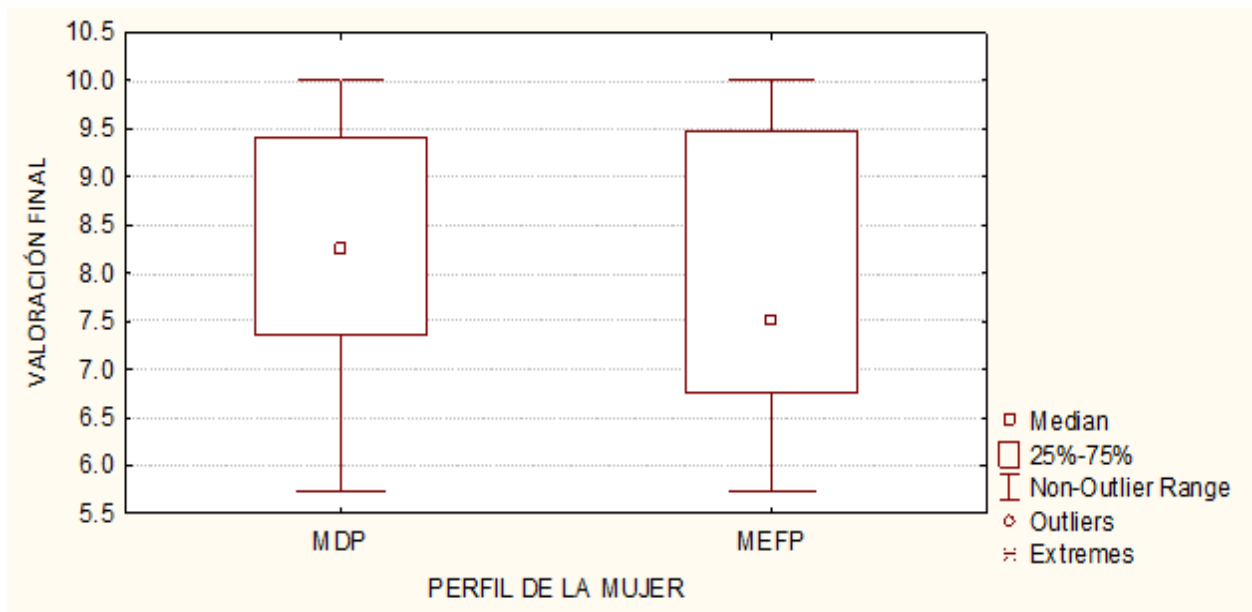 10.5
10.0
9.5
9.0
8.5
8.0
7.5
7.0
6.5
6.0
5.5
VALORACIÓN FINAL
MDP
MEFP
PERFIL DE LA MUJER
Median
25%-75%
Non-Outlier Range
Outliers
Extremes